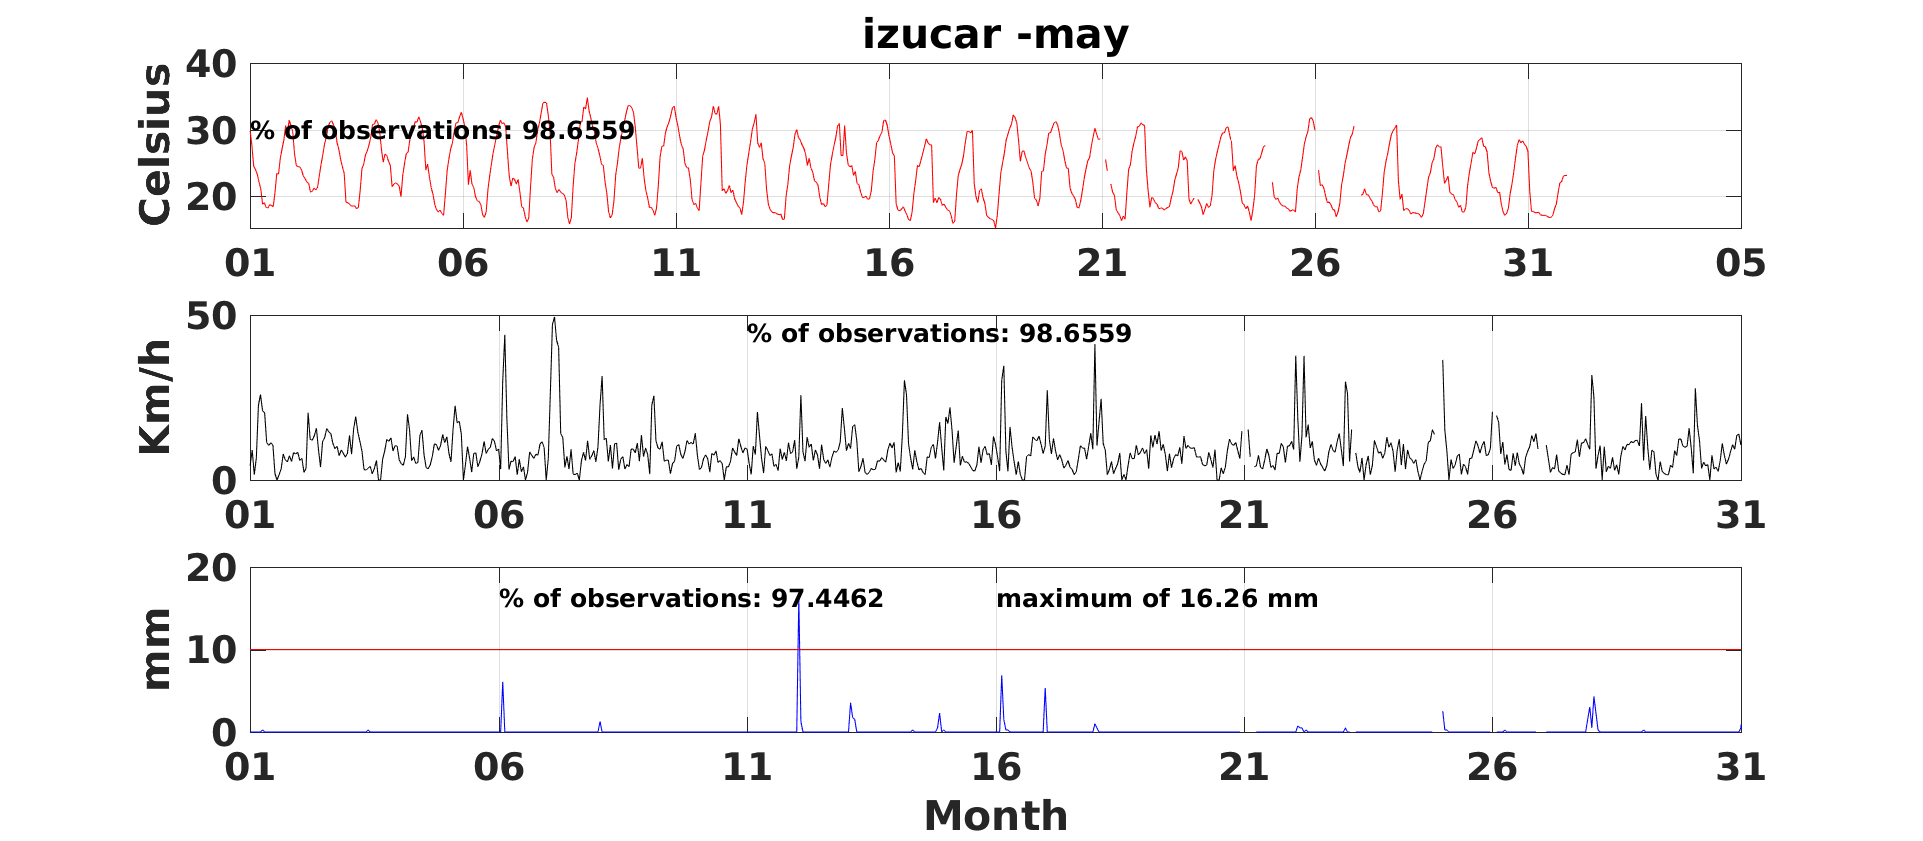 izucar -may
Celsius
40
30
20
% of observations: 98.6559
01 06 11 16 21 26 31 05
Km/h
50
0
% of observations: 98.6559
01 06 11 16 21 26 31
mm
20
10
0
% of observations: 97.4462
maximum of 16.26 mm
01 06 11 16 21 26 31
Month